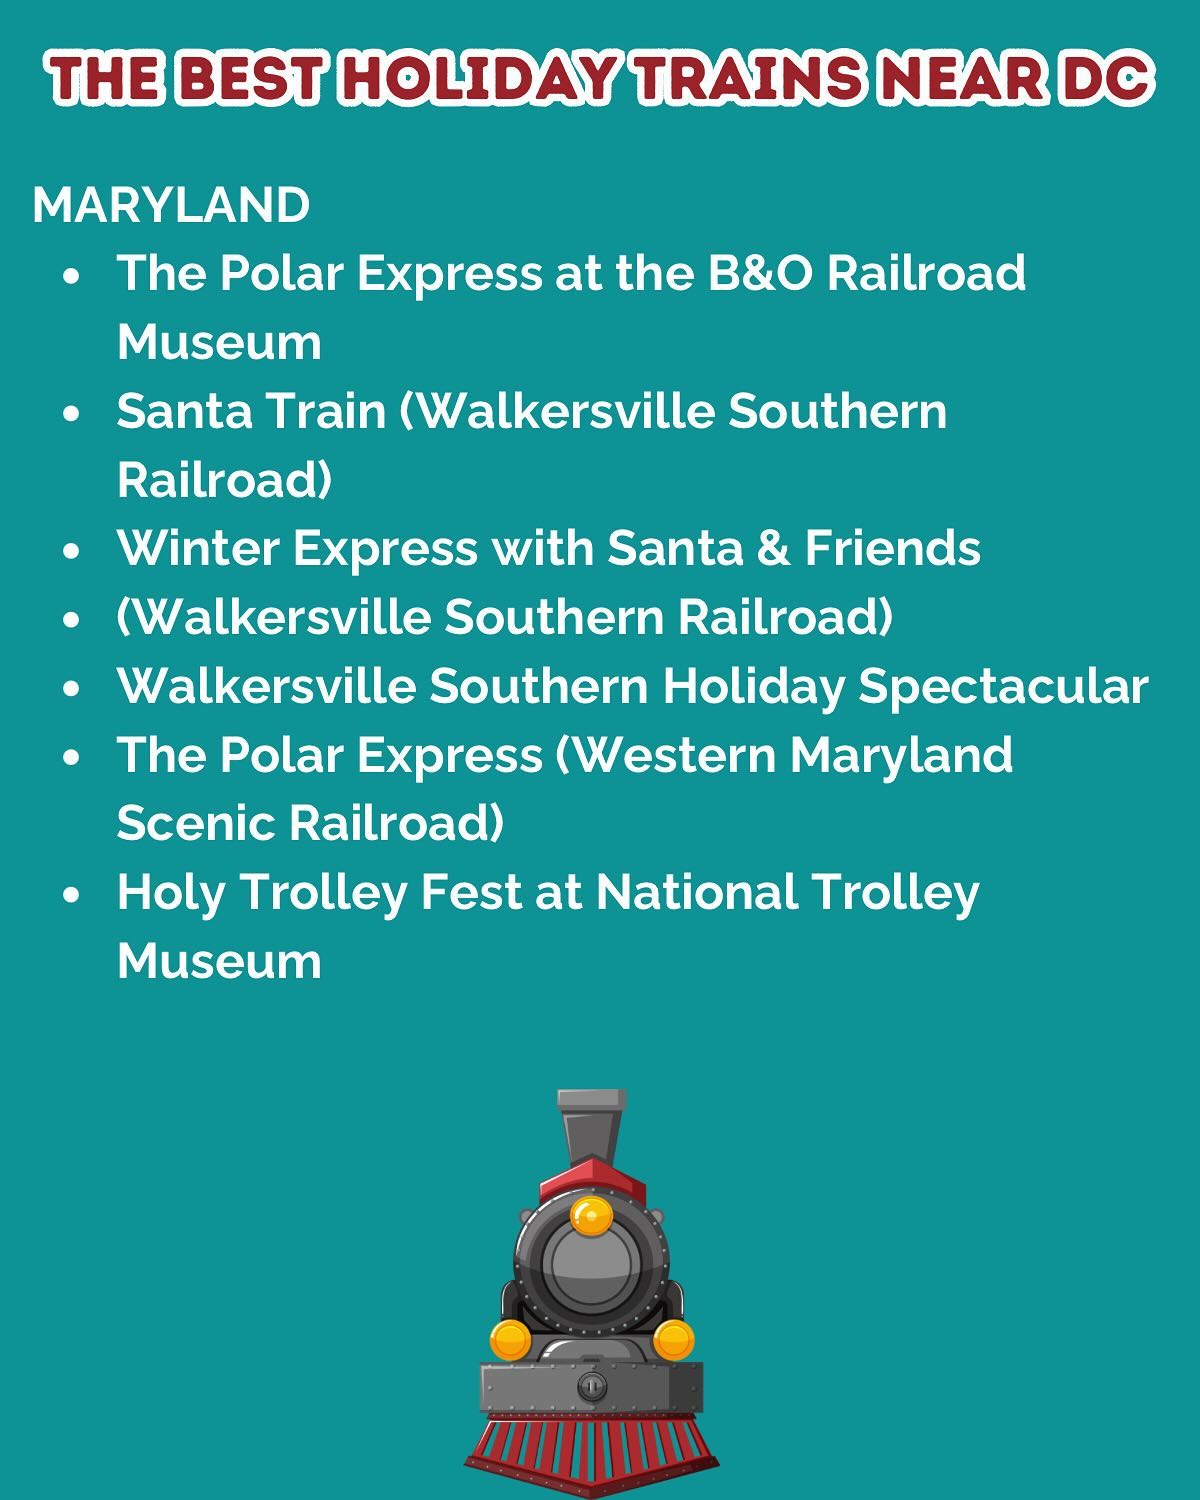 THE BEST HOLIDAY TRAINS NEAR DC
MARYLAND
• The Polar Express at the B&O Railroad
Museum
• Santa Train (Walkersville Southern
Railroad)
• Winter Express with Santa & Friends
• (Walkersville Southern Railroad)
• Walkersville Southern Holiday Spectacular
• The Polar Express (Western Maryland
Scenic Railroad)
• Holy Trolley Fest at National Trolley
Museum